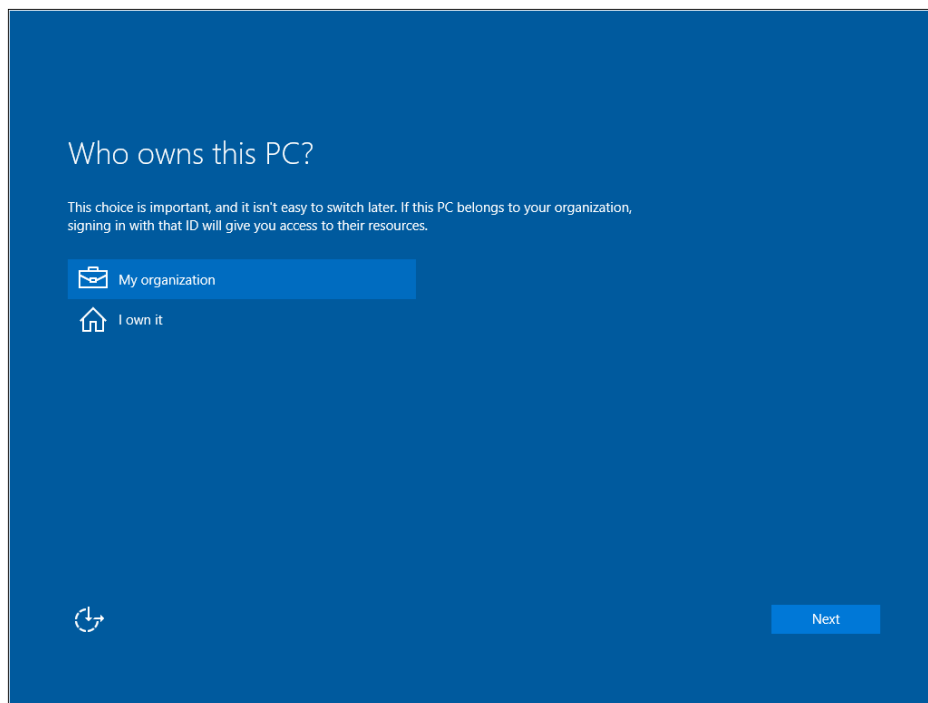 Who owns this PC?
This choice is important, and it isn't easy to switch later. If this PC belongs to your organization,
signing in with that ID will give you access to their resources.
My organization
I own it
Next